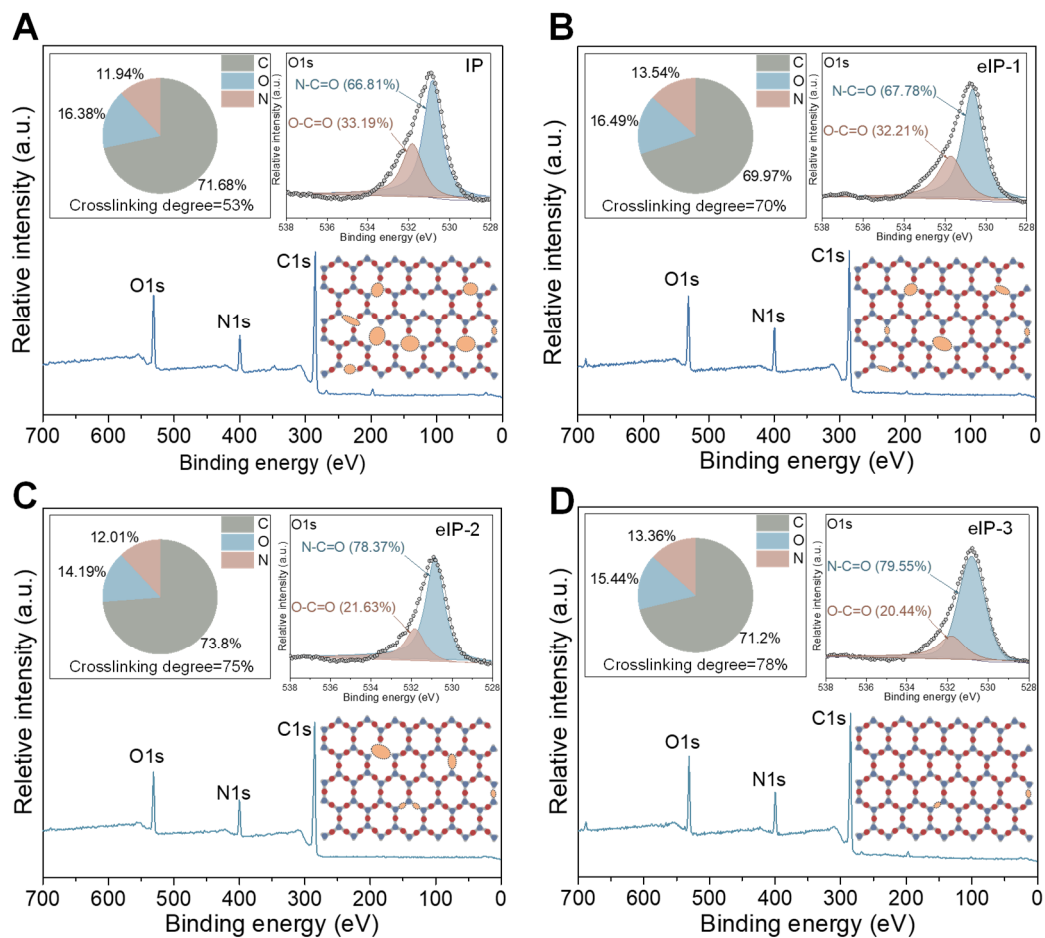 A
Relative intensity (a.u.)
11.94%
16.38%
71.68%
C
O
N
Crosslinking degree=53%
O1s
IP
N-C=O (66.81%)
O-C=O (33.19%)
Relative intensity (a.u.)
538 536 534 532 530 528
Binding energy (eV)
O1s
N1s
C1s
700 600 500 400 300 200 100 0
Binding energy (eV)
B
Relative intensity (a.u.)
13.54%
16.49%
69.97%
C
O
N
Crosslinking degree=70%
O1s
eIP-1
N-C=O (67.78%)
O-C=O (32.21%)
Relative intensity (a.u.)
538 536 534 532 530 528
Binding energy (eV)
O1s
N1s
C1s
700 600 500 400 300 200 100 0
Binding energy (eV)
C
Reletive intensity (a.u.)
12.01%
14.19%
73.8%
C
O
N
Crosslinking degree=75%
O1s
eIP-2
N-C=O (78.37%)
O-C=O (21.63%)
Relative intensity (a.u.)
538 536 534 532 530 528
Binding energy (eV)
O1s
N1s
C1s
700 600 500 400 300 200 100 0
Binding energy (eV)
D
Relative intensity (a.u.)
13.36%
15.44%
71.2%
C
O
N
Crosslinking degree=78%
O1s
eIP-3
N-C=O (79.55%)
O-C=O (20.44%)
Relative intensity (a.u.)
538 536 534 532 530 528
Binding energy (eV)
O1s
N1s
C1s
700 600 500 400 300 200 100 0
Binding energy (eV)